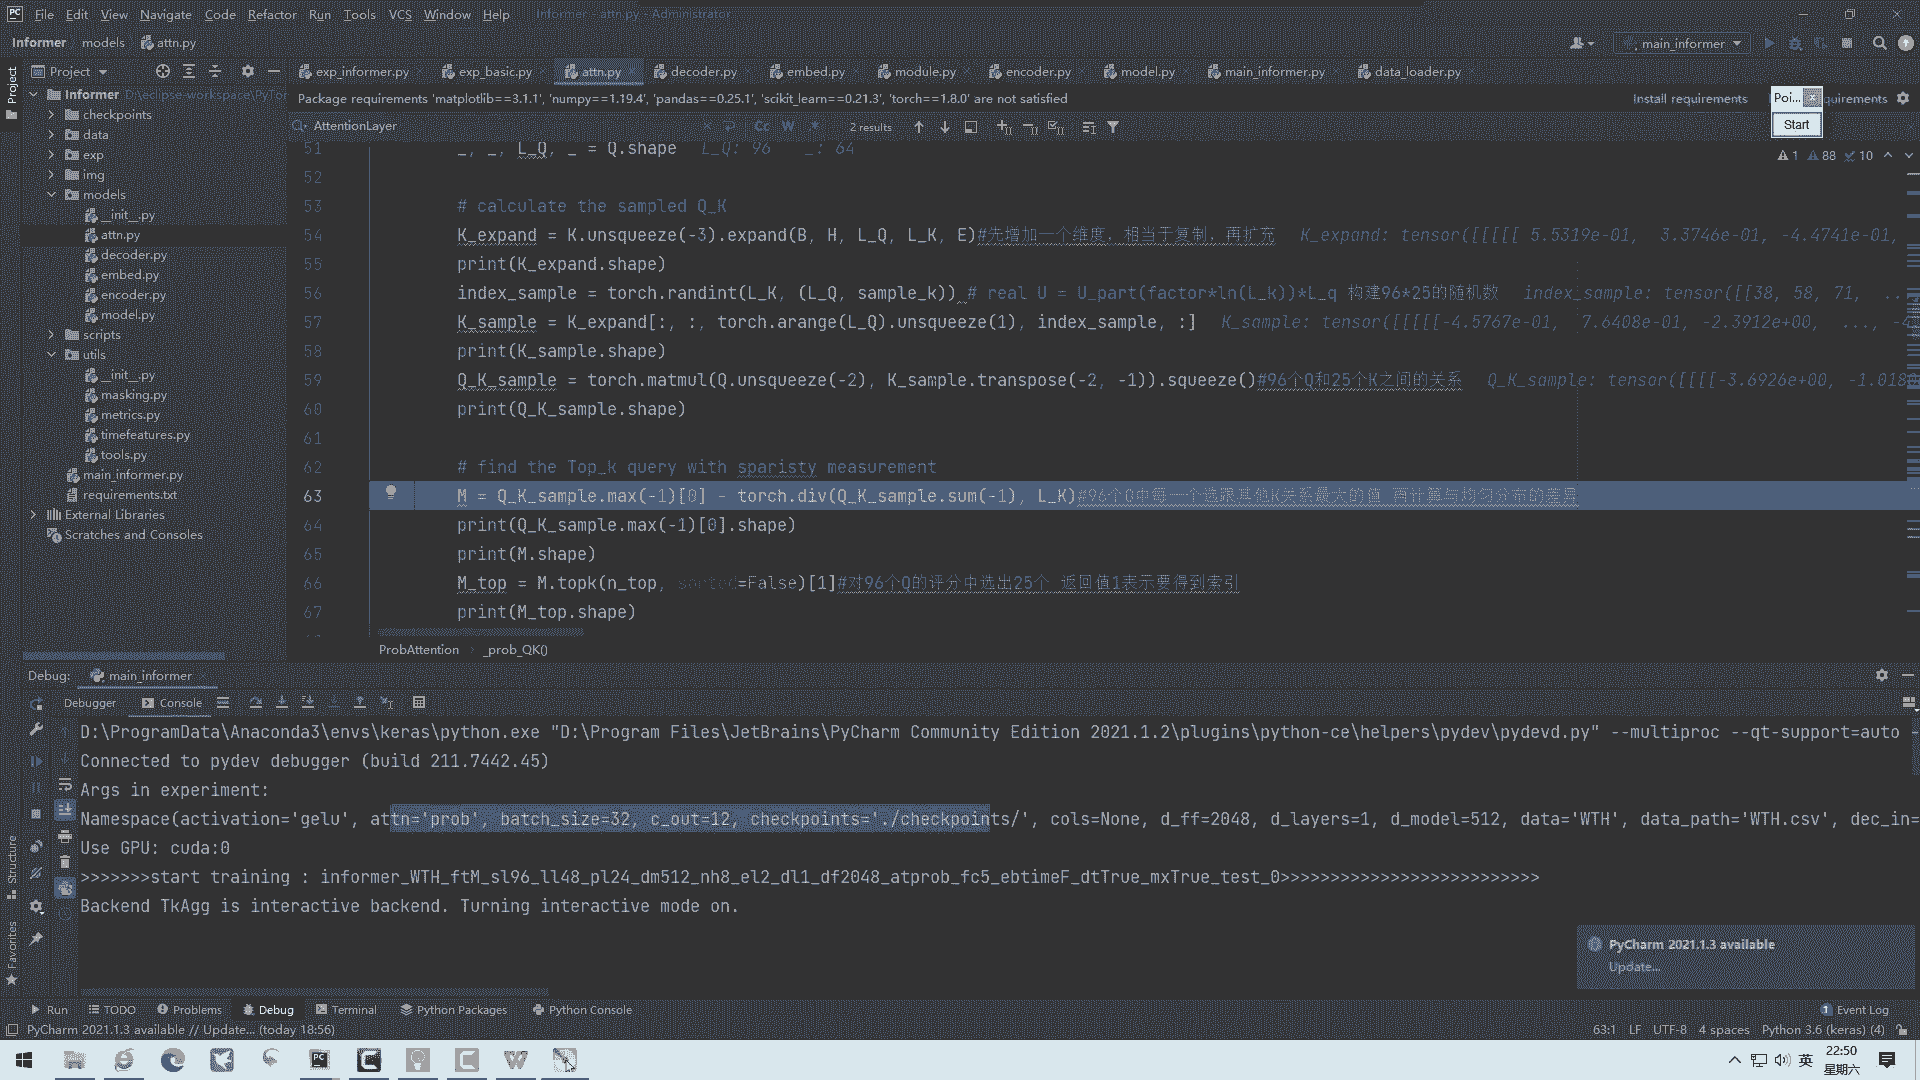 File Edit View Navigate Code Refactor Run Tools VCS Window Help Informer - attn.py - Administrator
Informer models attn.py
main_informer
Project
exp_informer.py exp_basic.py attn.py decoder.py embed.py module.py encoder.py model.py main_informer.py data_loader.py
Package requirements 'matplotlib==3.1.1', 'numpy==1.19.4', 'pandas==0.25.1', 'scikit_learn==0.21.3', 'torch==1.8.0' are not satisfied
Install requirements
quirements
Poi...
Start
AttentionLayer
Cc W
2 results
1 88 10
Project
Informer D:\eclipse-workspace\PyTor
checkpoints
data
exp
img
models
__init__.py
attn.py
decoder.py
embed.py
encoder.py
model.py
scripts
utils
__init__.py
masking.py
metrics.py
timefeatures.py
tools.py
main_informer.py
requirements.txt
External Libraries
Scratches and Consoles
51 _, _, L_Q, _ = Q.shape L_Q: 96 _: 64
52
53 # calculate the sampled Q_K
54 K_expand = K.unsqueeze(-3).expand(B, H, L_Q, L_K, E)#先增加一个维度，相当于复制，再扩充 K_expand: tensor([[[[[ 5.5319e-01, 3.3746e-01, -4.4741e-01,
55 print(K_expand.shape)
56 index_sample = torch.randint(L_K, (L_Q, sample_k)) # real U = U_part(factor*ln(L_k))*L_q 构建96*25的随机数 index_sample: tensor([[38, 58, 71, ..
57 K_sample = K_expand[:, :, torch.arange(L_Q).unsqueeze(1), index_sample, :] K_sample: tensor([[[[[-4.5767e-01, 7.6408e-01, -2.3912e+00, ..., -4
58 print(K_sample.shape)
59 Q_K_sample = torch.matmul(Q.unsqueeze(-2), K_sample.transpose(-2, -1)).squeeze()#96个Q和25个K之间的关系 Q_K_sample: tensor([[[[-3.6926e+00, -1.0180
60 print(Q_K_sample.shape)
61
62 # find the Top_k query with sparisty measurement
63 M = Q_K_sample.max(-1)[0] - torch.div(Q_K_sample.sum(-1), L_K)#96个Q中每一个选跟其他K关系最大的值 再计算与均匀分布的差异
64 print(Q_K_sample.max(-1)[0].shape)
65 print(M.shape)
66 M_top = M.topk(n_top, sorted=False)[1]#对96个Q的评分中选出25个 返回值1表示要得到索引
67 print(M_top.shape)
ProbAttention _prob_QK()
Debug: main_informer
Debugger Console
D:\ProgramData\Anaconda3\envs\keras\python.exe "D:\Program Files\JetBrains\PyCharm Community Edition 2021.1.2\plugins\python-ce\helpers\pydev\pydevd.py" --multiproc --qt-support=auto -
Connected to pydev debugger (build 211.7442.45)
Args in experiment:
Namespace(activation='gelu', attn='prob', batch_size=32, c_out=12, checkpoints='./checkpoints/', cols=None, d_ff=2048, d_layers=1, d_model=512, data='WTH', data_path='WTH.csv', dec_in=
Use GPU: cuda:0
>>>>>>>start training : informer_WTH_ftM_sl96_ll48_pl24_dm512_nh8_el2_dl1_df2048_atprob_fc5_ebtimeF_dtTrue_mxTrue_test_0>>>>>>>>>>>>>>>>>>>>>>>>>>
Backend TkAgg is interactive backend. Turning interactive mode on.
Structure
Favorites
PyCharm 2021.1.3 available
Update...
Run TODO Problems Debug Terminal Python Packages Python Console
1 Event Log
PyCharm 2021.1.3 available // Update... (today 18:56)
63:1 LF UTF-8 4 spaces Python 3.6 (keras) (4)
英
22:50
星期六